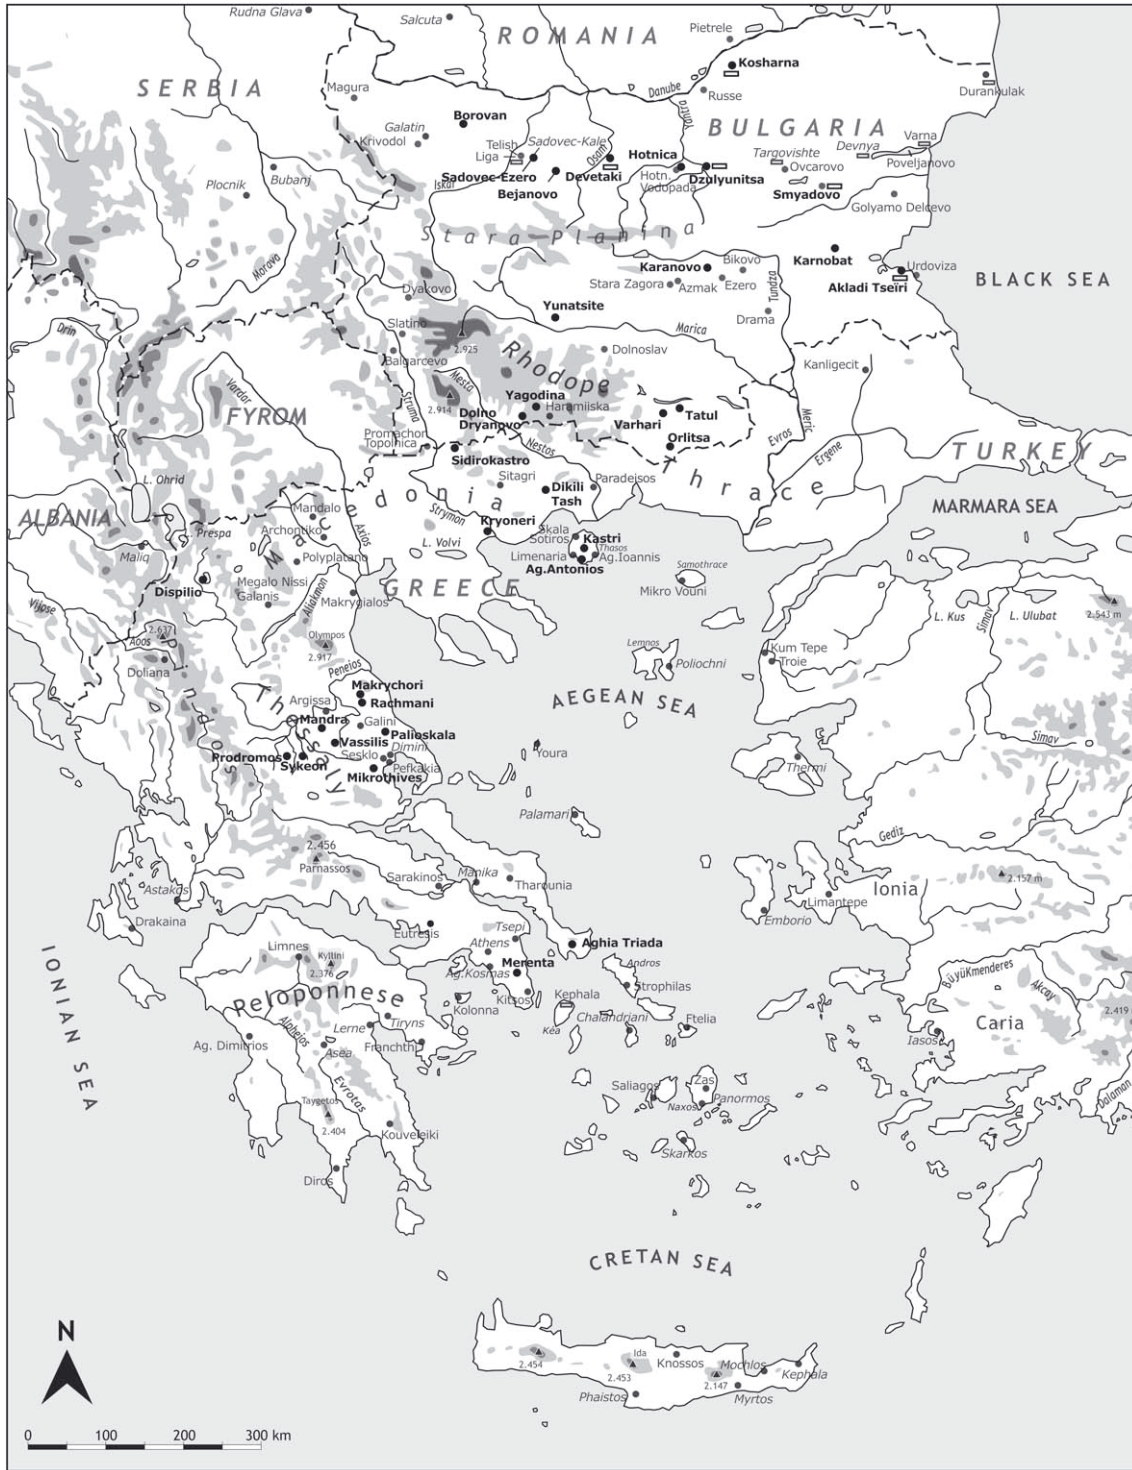 Rudna Glava
Salcuta
ROMANIA
Pietrele
Kosharna
SERBIA
Magura
Danube
Russe
Durankulak
Borovan
Yantra
BULGARIA
Galatin
Krivodol
Sadovec-Kale
Telish
Liga
Osam
Hotnica
Targovishte
Devnya
Varna
Poveljanovo
Ovcarovo
Plocnik
Bubanj
Iskar
Sadovec-Ezero
Bejanovo
Devetaki
Hotn.
Vodopada
Dzulyunitsa
Smyadovo
Golyamo Delcevo
Stara Planina
Morava
Karanovo
Bikovo
Karnobat
Urdoviza
BLACK SEA
Dyakovo
Stara Zagora
Azmak
Ezero
Tundza
Akladi Tseïri
Yunatsite
Drin
Slatino
Marica
Drama
2.925
Balgarcevo
Rhodope
Dolnoslav
Kanligecit
Vardar
Mesta
2.914
Struma
Yagodina
Haramiiska
FYROM
Dolno
Dryanovo
Varhari
Tatul
Meric
Promachon
Topolnica
Orlitsa
Evros
Ergene
TURKEY
Sidirokastro
Nestos
L. Ohrid
Sitagri
Paradeisos
Thrace
Dikili
Tash
Macedonia
MARMARA SEA
ALBANIA
Mandalo
Archontiko
Axios
Strymon
Kryoneri
Prespa
L. Volvi
Skala
Sotiros
Kastri
Maliq
Polyplatano
Limenaria
Thasos
Ag.Ioannis
Ag.Antonios
Samothrace
Dispilio
Megalo Nissi
Galanis
Aliakmon
Makrygialos
GREECE
Mikro Vouni
Vijose
L. Kus
Simav
L. Ulubat
2.543 m
Aoos
2.637
Olympos
2.917
Doliana
Pindos
Peneios
Lemnos
Poliochni
Kum Tepe
Troie
Makrychori
Rachmani
Argissa
AEGEAN SEA
Thessaly
Mandra
Galini
Palioskala
Vassilis
Dimini
Youra
Simav
Prodromos
Sykeon
Sesklo
Pefkakia
Mikrothives
Thermi
Palamari
Gediz
2.456
Parnassos
Sarakinos
Manika
Tharounia
Ionia
2.157 m
Astakos
Limantepe
Drakaina
Emborio
Eutresis
Tsepi
Athens
Aghia Triada
Limnes
Kyllini
2.376
Merenta
Ag.Kosmas
Andros
Strophilas
BüyüKmenderes
Akcay
IONIAN SEA
Peloponnese
Kolonna
Kitsos
Kephala
Chalandriani
Ftelia
2.419
Caria
Alpheios
Lerne
Tiryns
Kea
Iasos
Ag. Dimitrios
Asea
Franchthi
Evrotas
Saliagos
Zas
Naxos
Panormos
Dalaman
Taygetos
2.404
Kouveleiki
Skarkos
Diros
CRETAN SEA
N
2.454
Ida
2.453
Knossos
Mochlos
2.147
Kephala
Phaistos
Myrtos
0 100 200 300 km